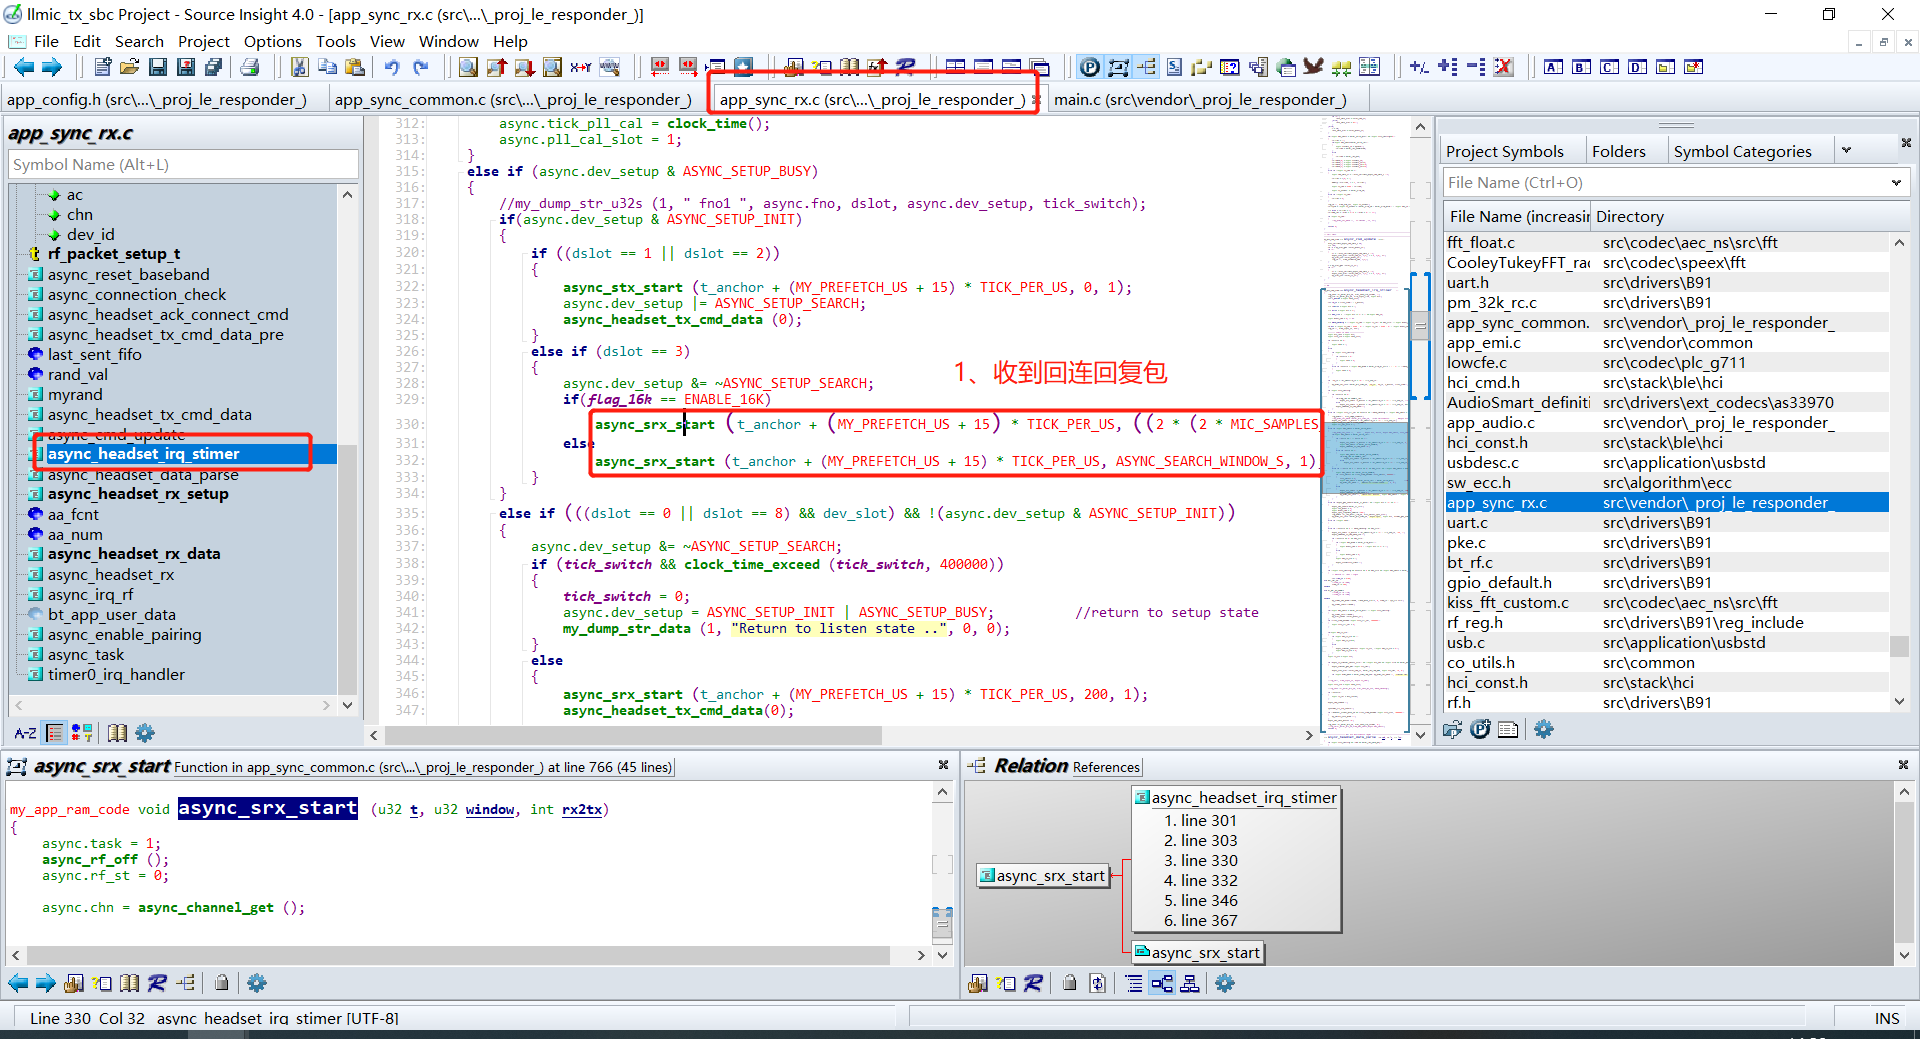 llmic_tx_sbc Project - Source Insight 4.0 - [app_sync_rx.c (src\...\_proj_le_responder_)]
File Edit Search Project Options Tools View Window Help
app_config.h (src\...\_proj_le_responder_)
app_sync_common.c (src\...\_proj_le_responder_)
app_sync_rx.c (src\...\_proj_le_responder_)
main.c (src\vendor\_proj_le_responder_)
app_sync_rx.c
Symbol Name (Alt+L)
ac
chn
dev_id
rf_packet_setup_t
async_reset_baseband
async_connection_check
async_headset_ack_connect_cmd
async_headset_tx_cmd_data_pre
last_sent_fifo
rand_val
myrand
async_headset_tx_cmd_data
async_cmd_update
async_headset_irq_stimer
async_headset_data_parse
async_headset_rx_setup
aa_fcnt
aa_num
async_headset_rx_data
async_headset_rx
async_irq_rf
bt_app_user_data
async_enable_pairing
async_task
timer0_irq_handler
A-Z
312: async.tick_pll_cal = clock_time();
313: async.pll_cal_slot = 1;
314: }
315: else if (async.dev_setup & ASYNC_SETUP_BUSY)
316: {
317: //my_dump_str_u32s (1, " fno1 ", async.fno, dslot, async.dev_setup, tick_switch);
318: if(async.dev_setup & ASYNC_SETUP_INIT)
319: {
320: if ((dslot == 1 || dslot == 2))
321: {
322: async_stx_start (t_anchor + (MY_PREFETCH_US + 15) * TICK_PER_US, 0, 1);
323: async.dev_setup |= ASYNC_SETUP_SEARCH;
324: async_headset_tx_cmd_data (0);
325: }
326: else if (dslot == 3)
327: {
1、收到回连回复包
328: async.dev_setup &= ~ASYNC_SETUP_SEARCH;
329: if(flag_16k == ENABLE_16K)
330: async_srx_start (t_anchor + (MY_PREFETCH_US + 15) * TICK_PER_US, ((2 * (2 * MIC_SAMPLES
331: else
332: async_srx_start (t_anchor + (MY_PREFETCH_US + 15) * TICK_PER_US, ASYNC_SEARCH_WINDOW_S, 1)
333: }
334: }
335: else if (((dslot == 0 || dslot == 8) && dev_slot) && !(async.dev_setup & ASYNC_SETUP_INIT))
336: {
337: async.dev_setup &= ~ASYNC_SETUP_SEARCH;
338: if (tick_switch && clock_time_exceed (tick_switch, 400000))
339: {
340: tick_switch = 0;
341: async.dev_setup = ASYNC_SETUP_INIT | ASYNC_SETUP_BUSY; //return to setup state
342: my_dump_str_data (1, "Return to listen state ..", 0, 0);
343: }
344: else
345: {
346: async_srx_start (t_anchor + (MY_PREFETCH_US + 15) * TICK_PER_US, 200, 1);
347: async_headset_tx_cmd_data(0);
Project Symbols Folders Symbol Categories
File Name (Ctrl+O)
File Name (increasin Directory
fft_float.c src\codec\aec_ns\src\fft
CooleyTukeyFFT_rad src\codec\speex\fft
uart.h src\drivers\B91
pm_32k_rc.c src\drivers\B91
app_sync_common. src\vendor\_proj_le_responder_
app_emi.c src\vendor\common
lowcfe.c src\codec\plc_g711
hci_cmd.h src\stack\ble\hci
AudioSmart_definiti src\drivers\ext_codecs\as33970
app_audio.c src\vendor\_proj_le_responder_
hci_const.h src\stack\ble\hci
usbdesc.c src\application\usbstd
sw_ecc.h src\algorithm\ecc
app_sync_rx.c src\vendor\_proj_le_responder_
uart.c src\drivers\B91
pke.c src\drivers\B91
bt_rf.c src\drivers\B91
gpio_default.h src\drivers\B91
kiss_fft_custom.c src\codec\aec_ns\src\fft
rf_reg.h src\drivers\B91\reg_include
usb.c src\application\usbstd
co_utils.h src\common
hci_const.h src\stack\hci
rf.h src\drivers\B91
async_srx_start Function in app_sync_common.c (src\...\_proj_le_responder_) at line 766 (45 lines)
my_app_ram_code void async_srx_start (u32 t, u32 window, int rx2tx)
{
async.task = 1;
async_rf_off ();
async.rf_st = 0;
async.chn = async_channel_get ();
Relation References
async_srx_start
async_headset_irq_stimer
1. line 301
2. line 303
3. line 330
4. line 332
5. line 346
6. line 367
async_srx_start
Line 330 Col 32 async_headset_irq_stimer [UTF-8]
INS